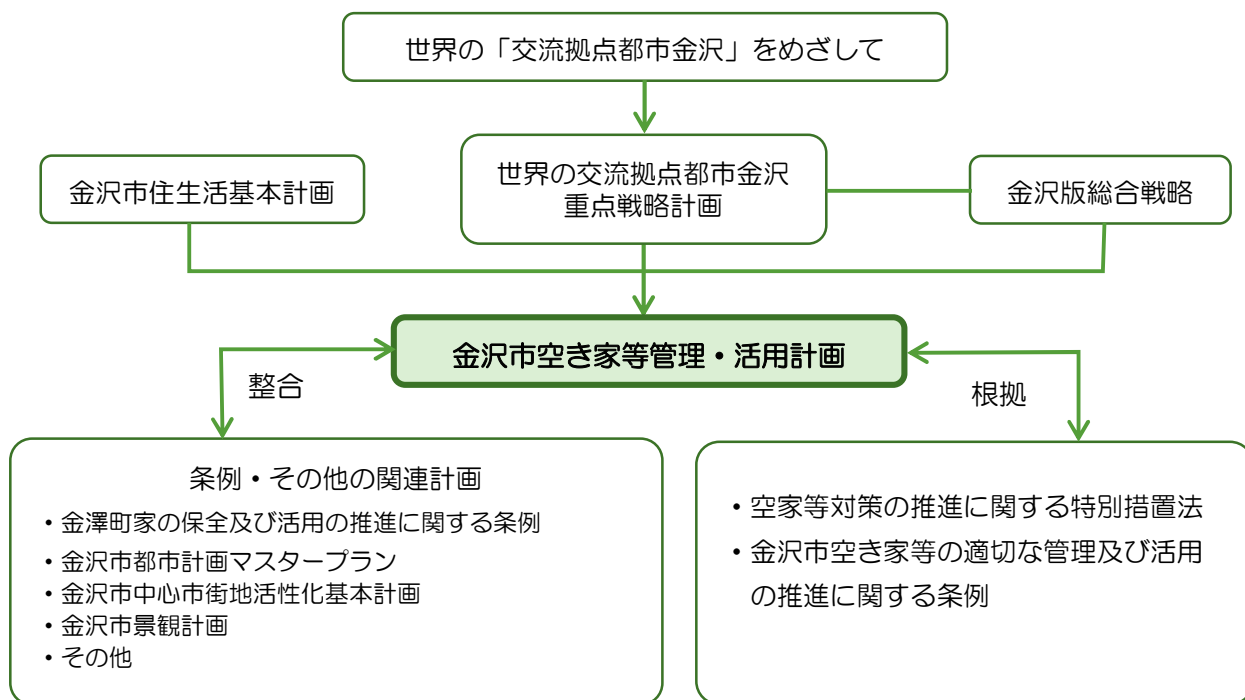 世界の「交流拠点都市金沢」をめざして
金沢市住生活基本計画
世界の交流拠点都市金沢
重点戦略計画
金沢版総合戦略
金沢市空き家等管理・活用計画
整合
根拠
条例・その他の関連計画
・金澤町家の保全及び活用の推進に関する条例
・金沢市都市計画マスタープラン
・金沢市中心市街地活性化基本計画
・金沢市景観計画
・その他
・空家等対策の推進に関する特別措置法
・金沢市空き家等の適切な管理及び活用
の推進に関する条例